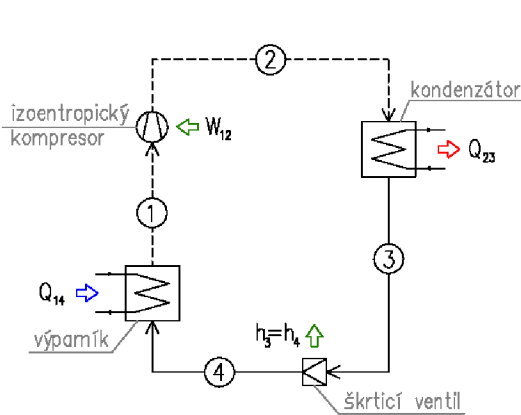 2
kondenzátor
izoentropický
kompresor
W₁₂
Q₂₃
1
3
Q₁₄
výparník
h₃=h₄
4
škrticí ventil